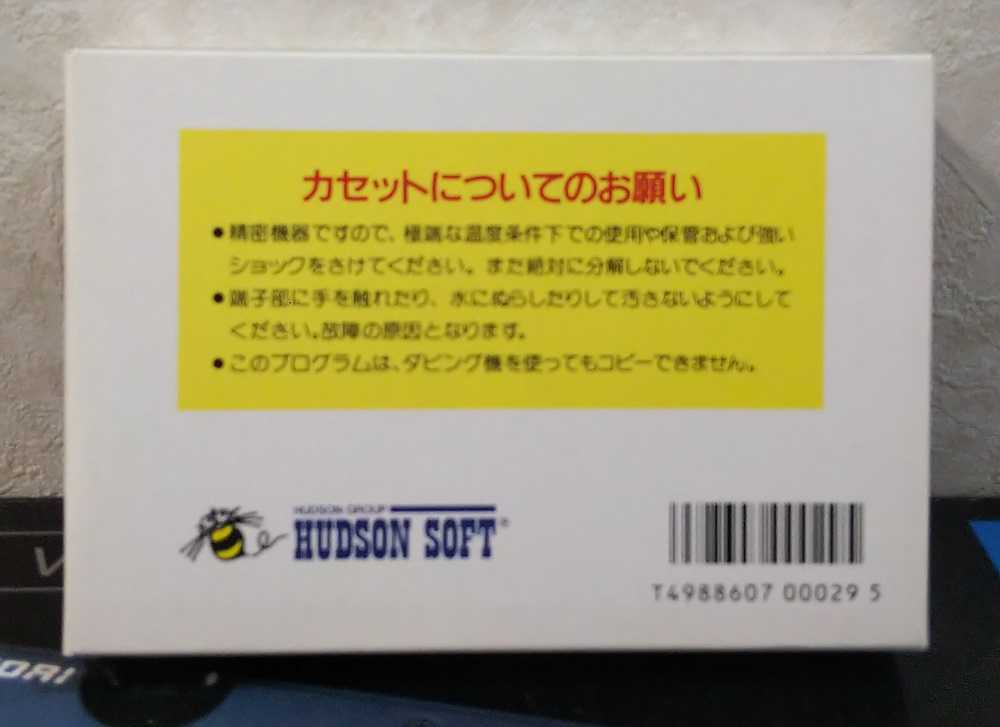 カセットについてのお願い
●精密機器ですので、極端な温度条件下での使用や保管および強い
ショックをさけてください。また絶対に分解しないでください。
●端子部に手を触れたり、水にぬらしたりして汚さないようにして
ください。故障の原因となります。
●このプログラムは、ダビング機を使ってもコピーできません。
HUDSON GROUP
HUDSON SOFT®
T4988607 00029 5
V
ORI